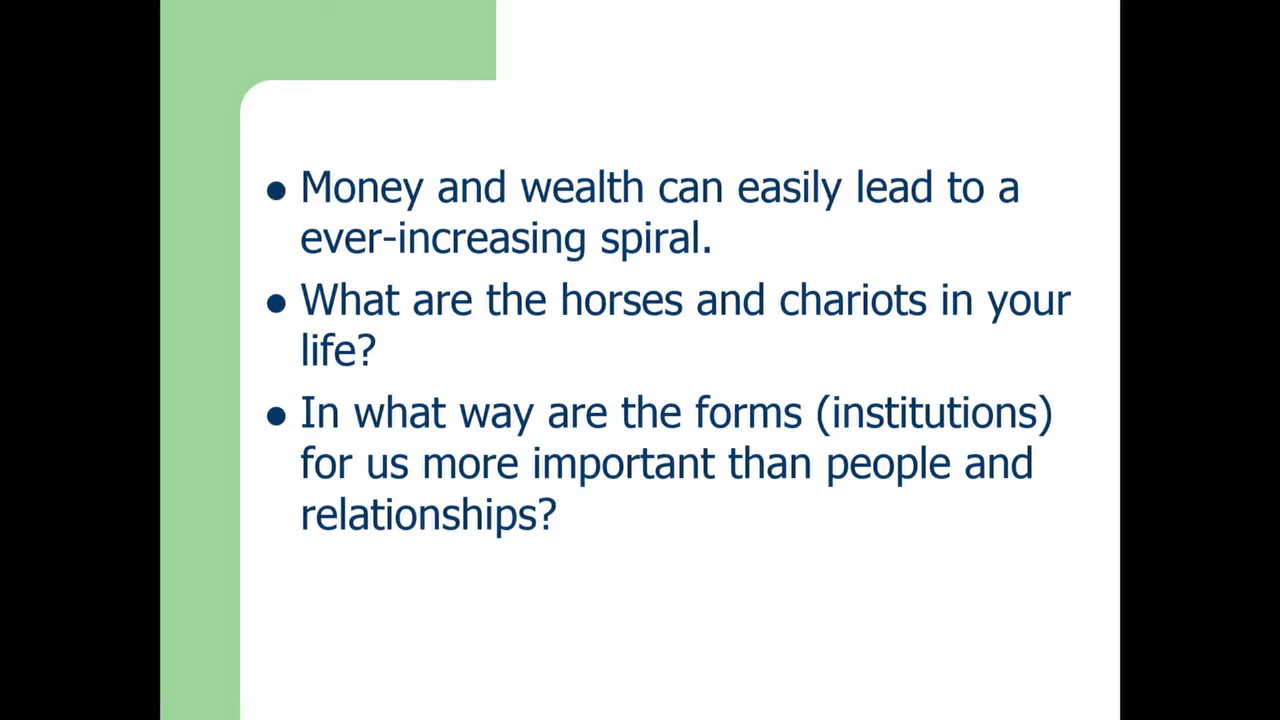 ● Money and wealth can easily lead to a
ever-increasing spiral.
● What are the horses and chariots in your
life?
● In what way are the forms (institutions)
for us more important than people and
relationships?